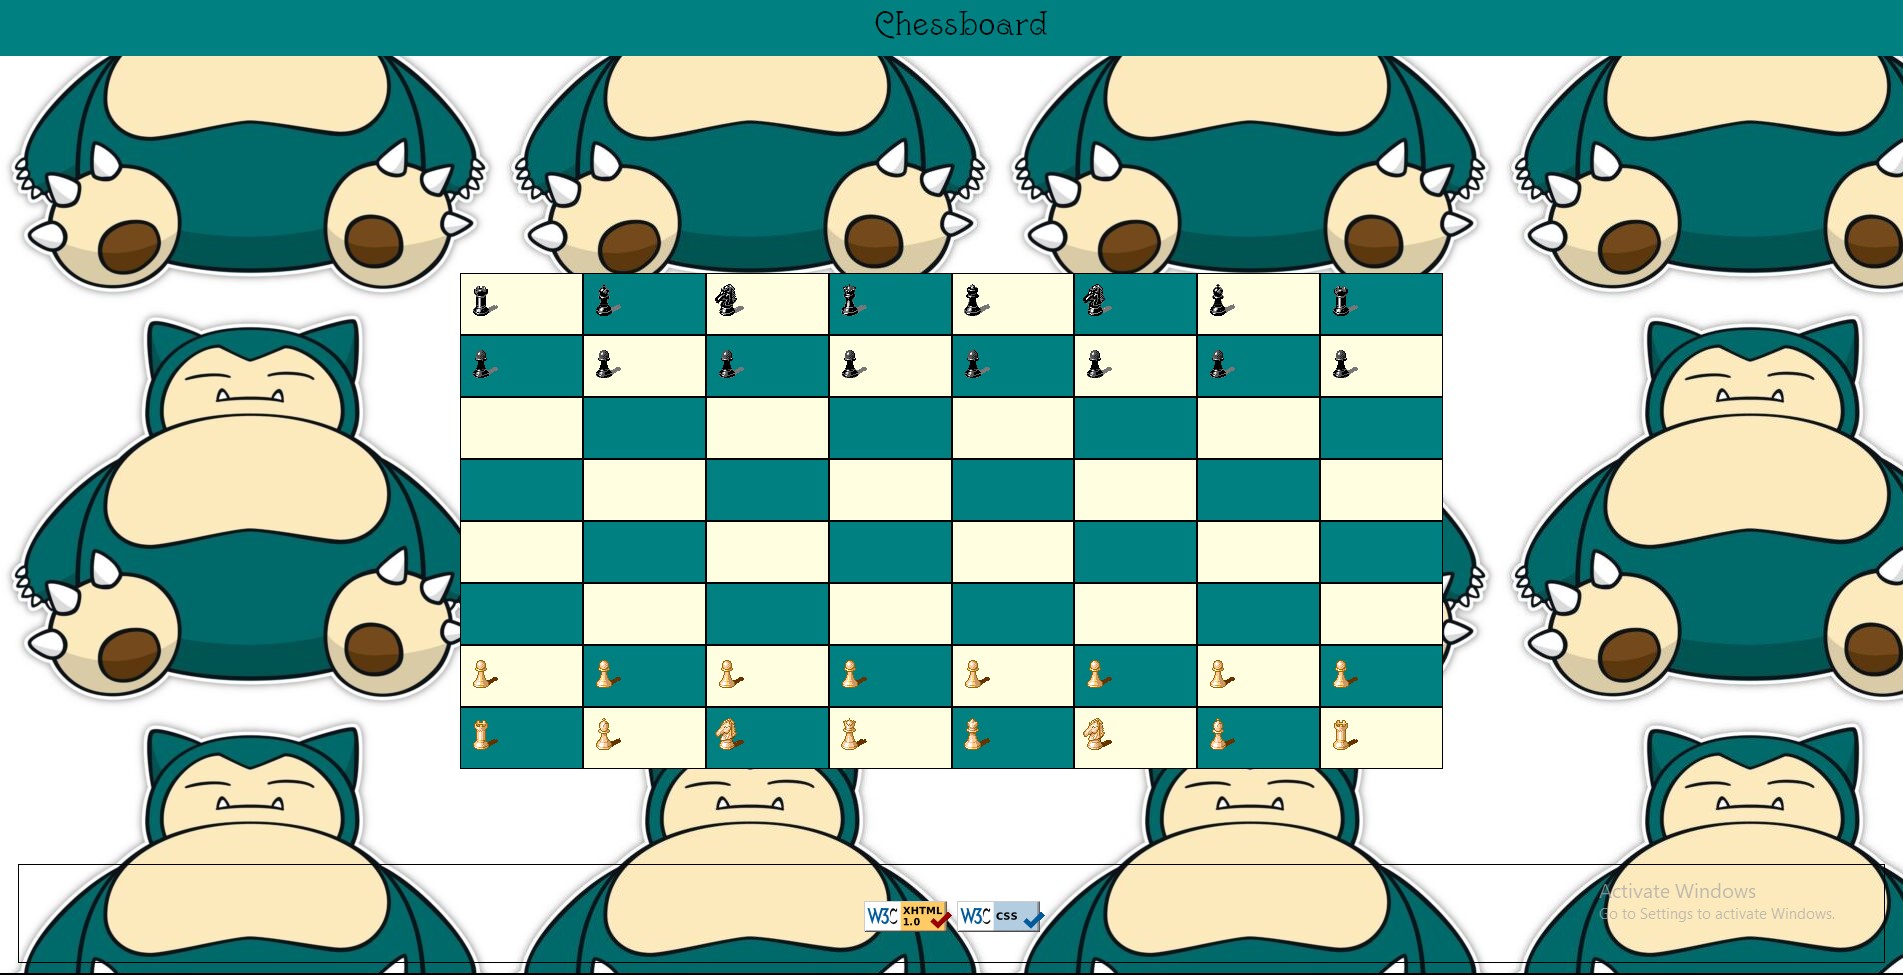 Chessboard
W3C XHTML 1.0
W3C css
Activate Windows
Go to Settings to activate Windows.